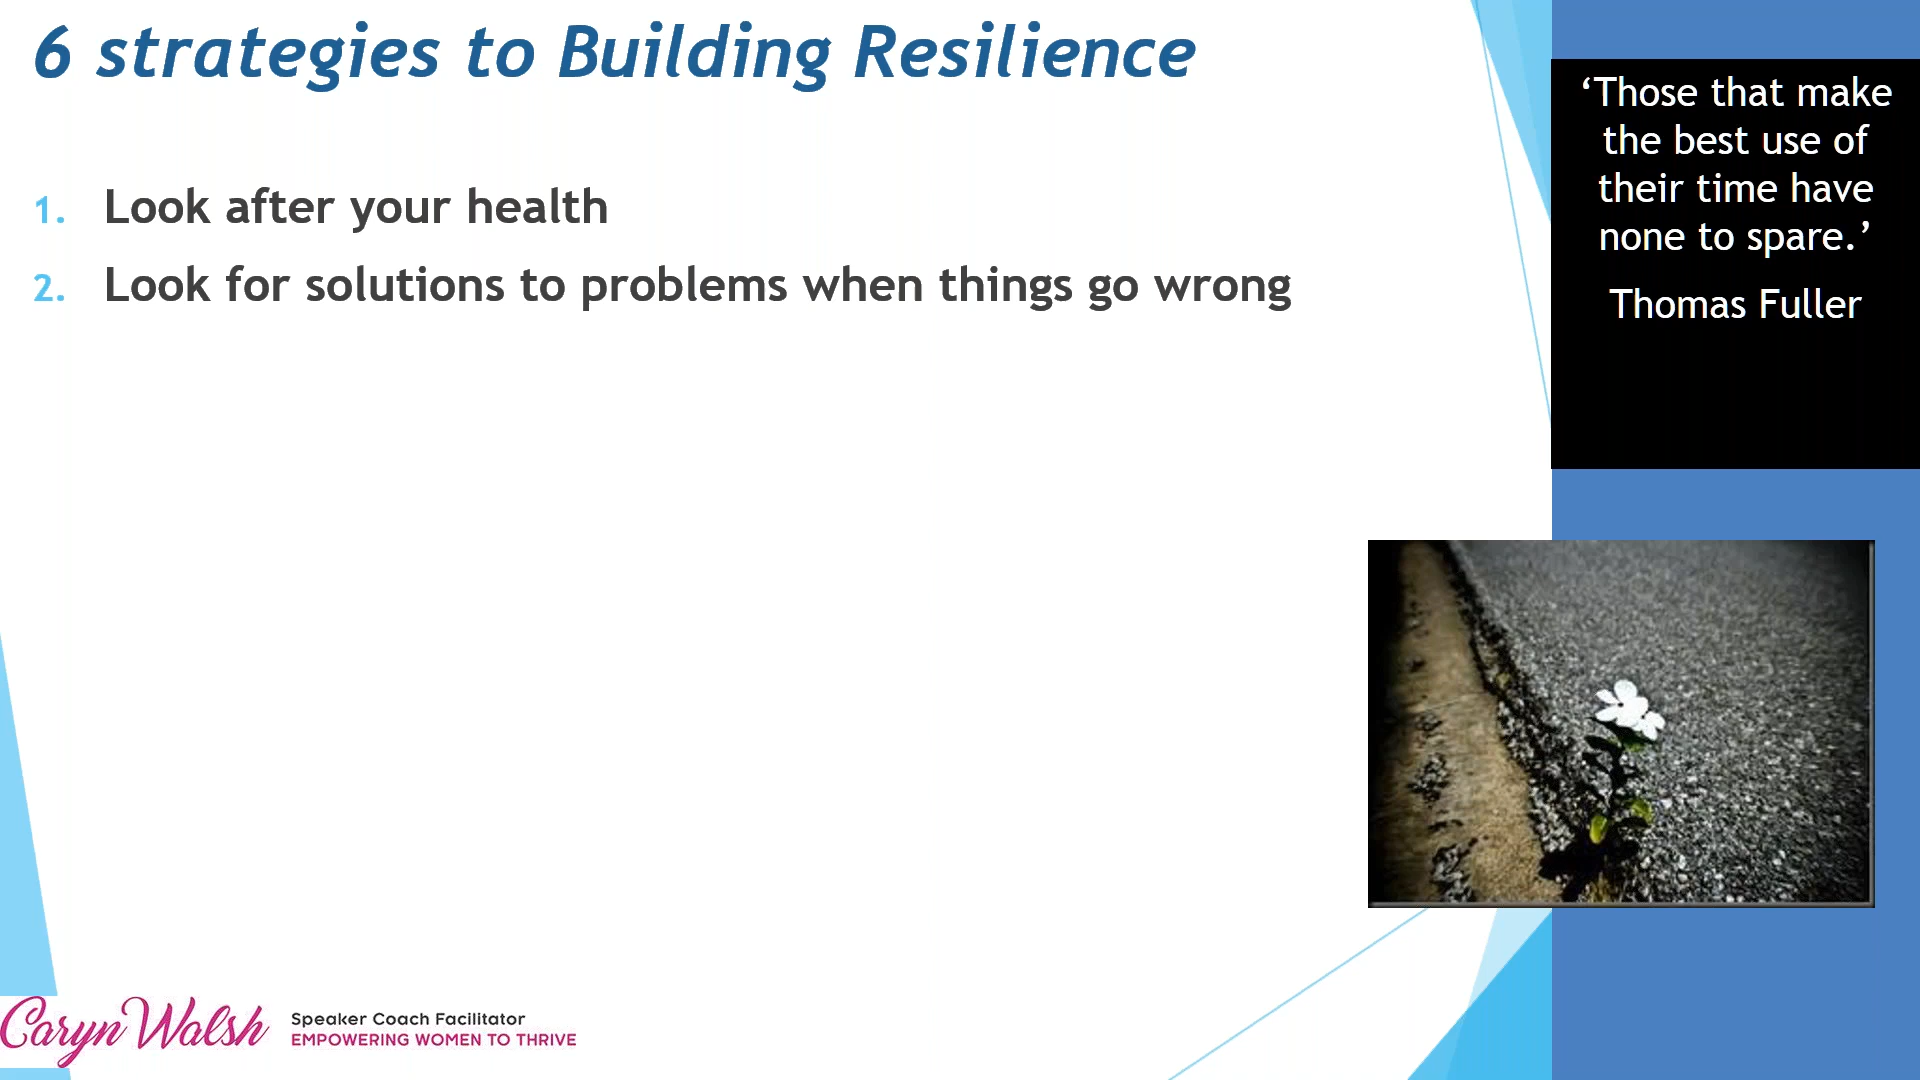 6 strategies to Building Resilience
1. Look after your health
2. Look for solutions to problems when things go wrong
‘Those that make
the best use of
their time have
none to spare.’
Thomas Fuller
Caryn Walsh
Speaker Coach Facilitator
EMPOWERING WOMEN TO THRIVE